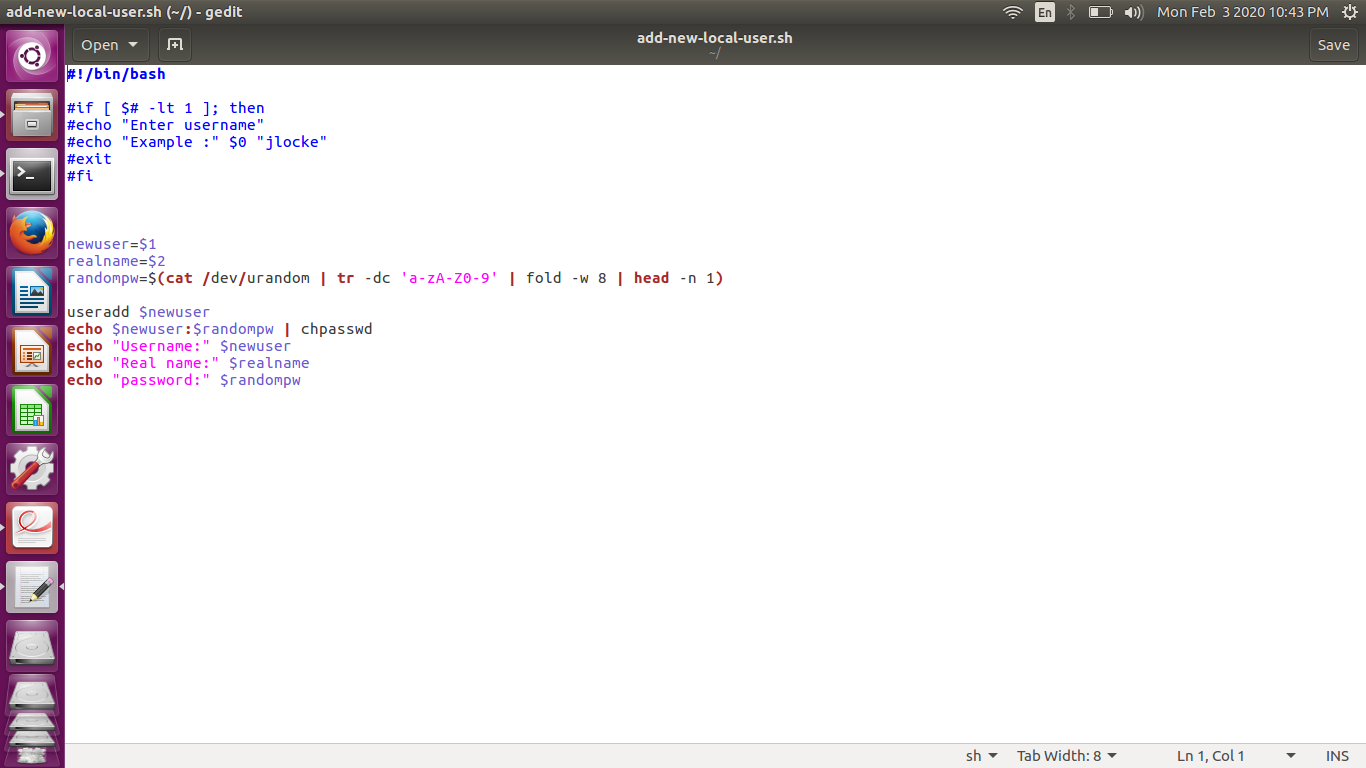 add-new-local-user.sh (~/) - gedit
En
Mon Feb 3 2020 10:43 PM
Open
add-new-local-user.sh
~/
Save
#!/bin/bash
#if [ $# -lt 1 ]; then
#echo "Enter username"
#echo "Example :" $0 "jlocke"
#exit
#fi
newuser=$1
realname=$2
randompw=$(cat /dev/urandom | tr -dc 'a-zA-Z0-9' | fold -w 8 | head -n 1)
useradd $newuser
echo $newuser:$randompw | chpasswd
echo "Username:" $newuser
echo "Real name:" $realname
echo "password:" $randompw
sh
Tab Width: 8
Ln 1, Col 1
INS